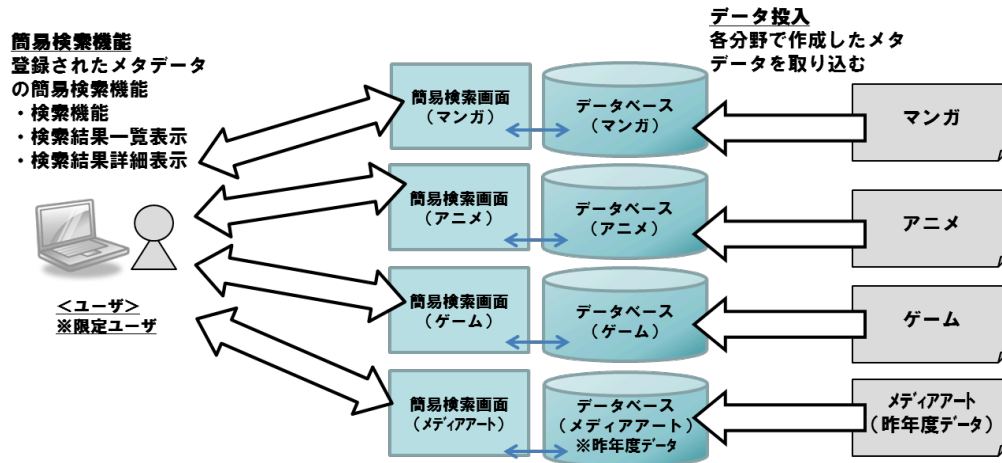 簡易検索機能
登録されたメタデータ
の簡易検索機能
・検索機能
・検索結果一覧表示
・検索結果詳細表示
<ユーザ>
※限定ユーザ
データ投入
各分野で作成したメタ
データを取り込む
簡易検索画面
(マンガ)
データベース
(マンガ)
マンガ
簡易検索画面
(アニメ)
データベース
(アニメ)
アニメ
簡易検索画面
(ゲーム)
データベース
(ゲーム)
ゲーム
簡易検索画面
(メディアアート)
データベース
(メディアアート)
※昨年度データ
メディアアート
(昨年度データ)